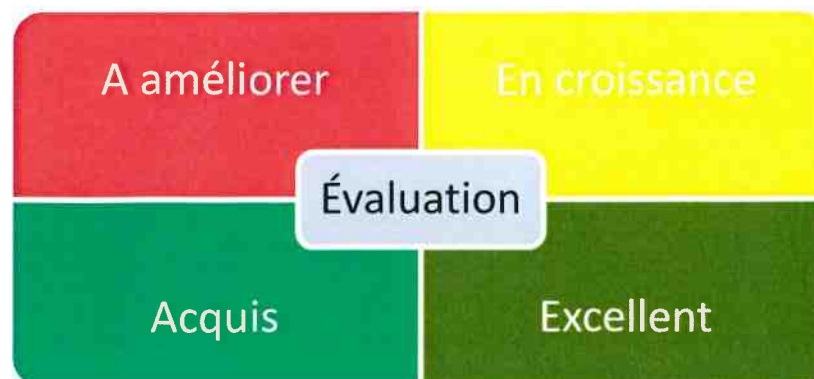 A améliorer
En croissance
Évaluation
Acquis
Excellent